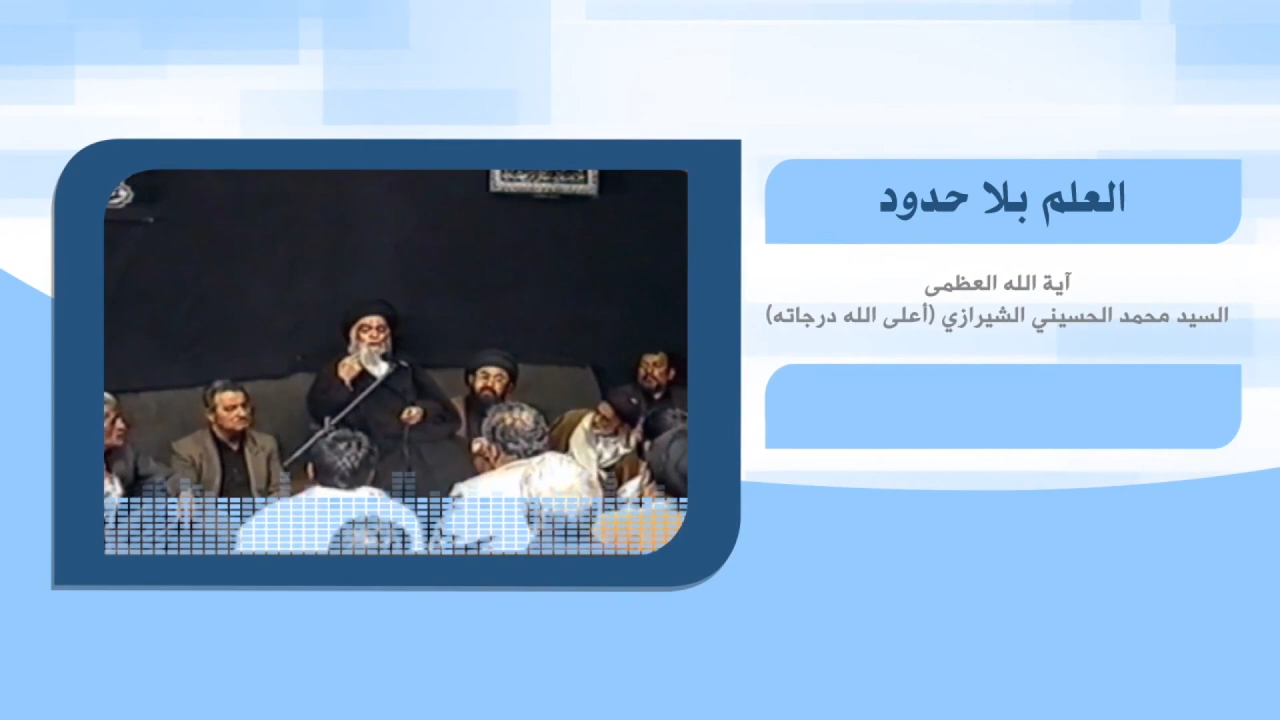 العلم بلا حدود
آية الله العظمى
السيد محمد الحسيني الشيرازي (أعلى الله درجاته)